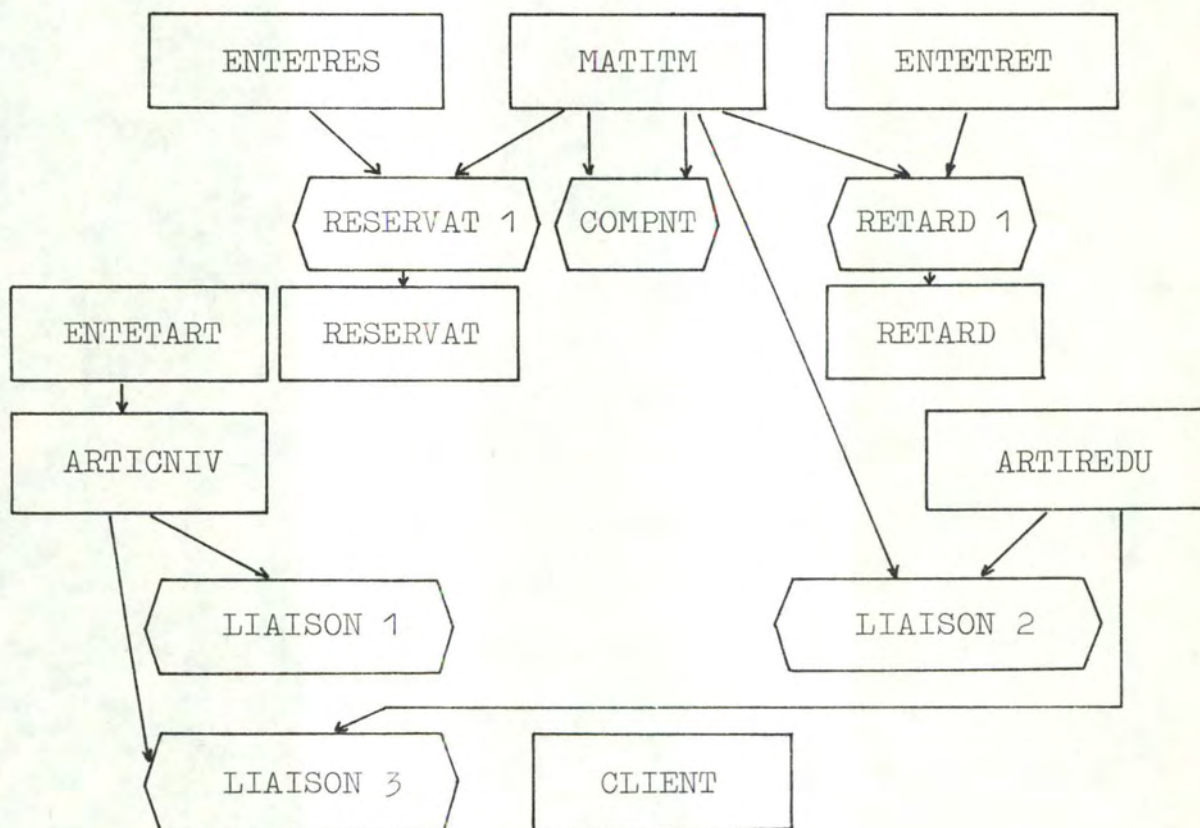 ENTETRES MATITM ENTETRET
RESERVAT 1 COMPNT RETARD 1
ENTETART RESERVAT RETARD
ARTICNIV ARTIREDU
LIAISON 1 LIAISON 2
LIAISON 3 CLIENT